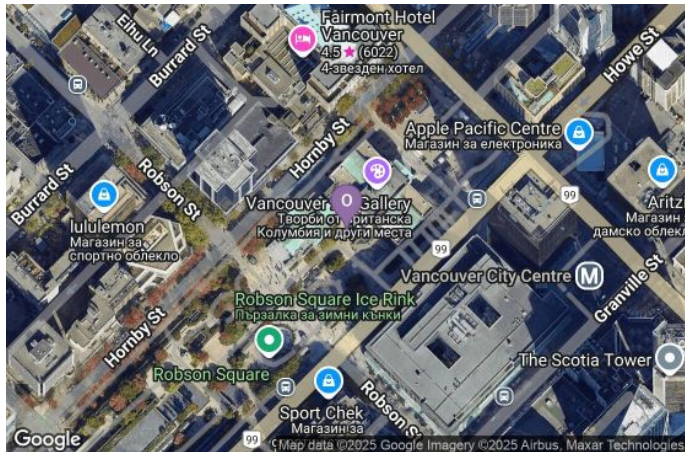 Eihu Ln
Burrard St
Fairmont Hotel
Vancouver
4.5★(6022)
4-звезден хотел
Howe St
Hornby St
Apple Pacific Centre
Магазин за електроника
Robson St
Burrard St
lululemon
Магазин за
спортно облекло
O
Vancouver Gallery
Творби от Британска
Колумбия и други места
99
Aritzi
Магазин
дамско облекл
99
Vancouver City Centre
M
Granville St
Hornby St
Robson Square Ice Rink
Пързалка за зимни кънки
Robson Square
The Scotia Tower
Sport Chek
Магазин за
Robson St
99
Google
Map data ©2025 Google Imagery ©2025 Airbus, Maxar Technologies